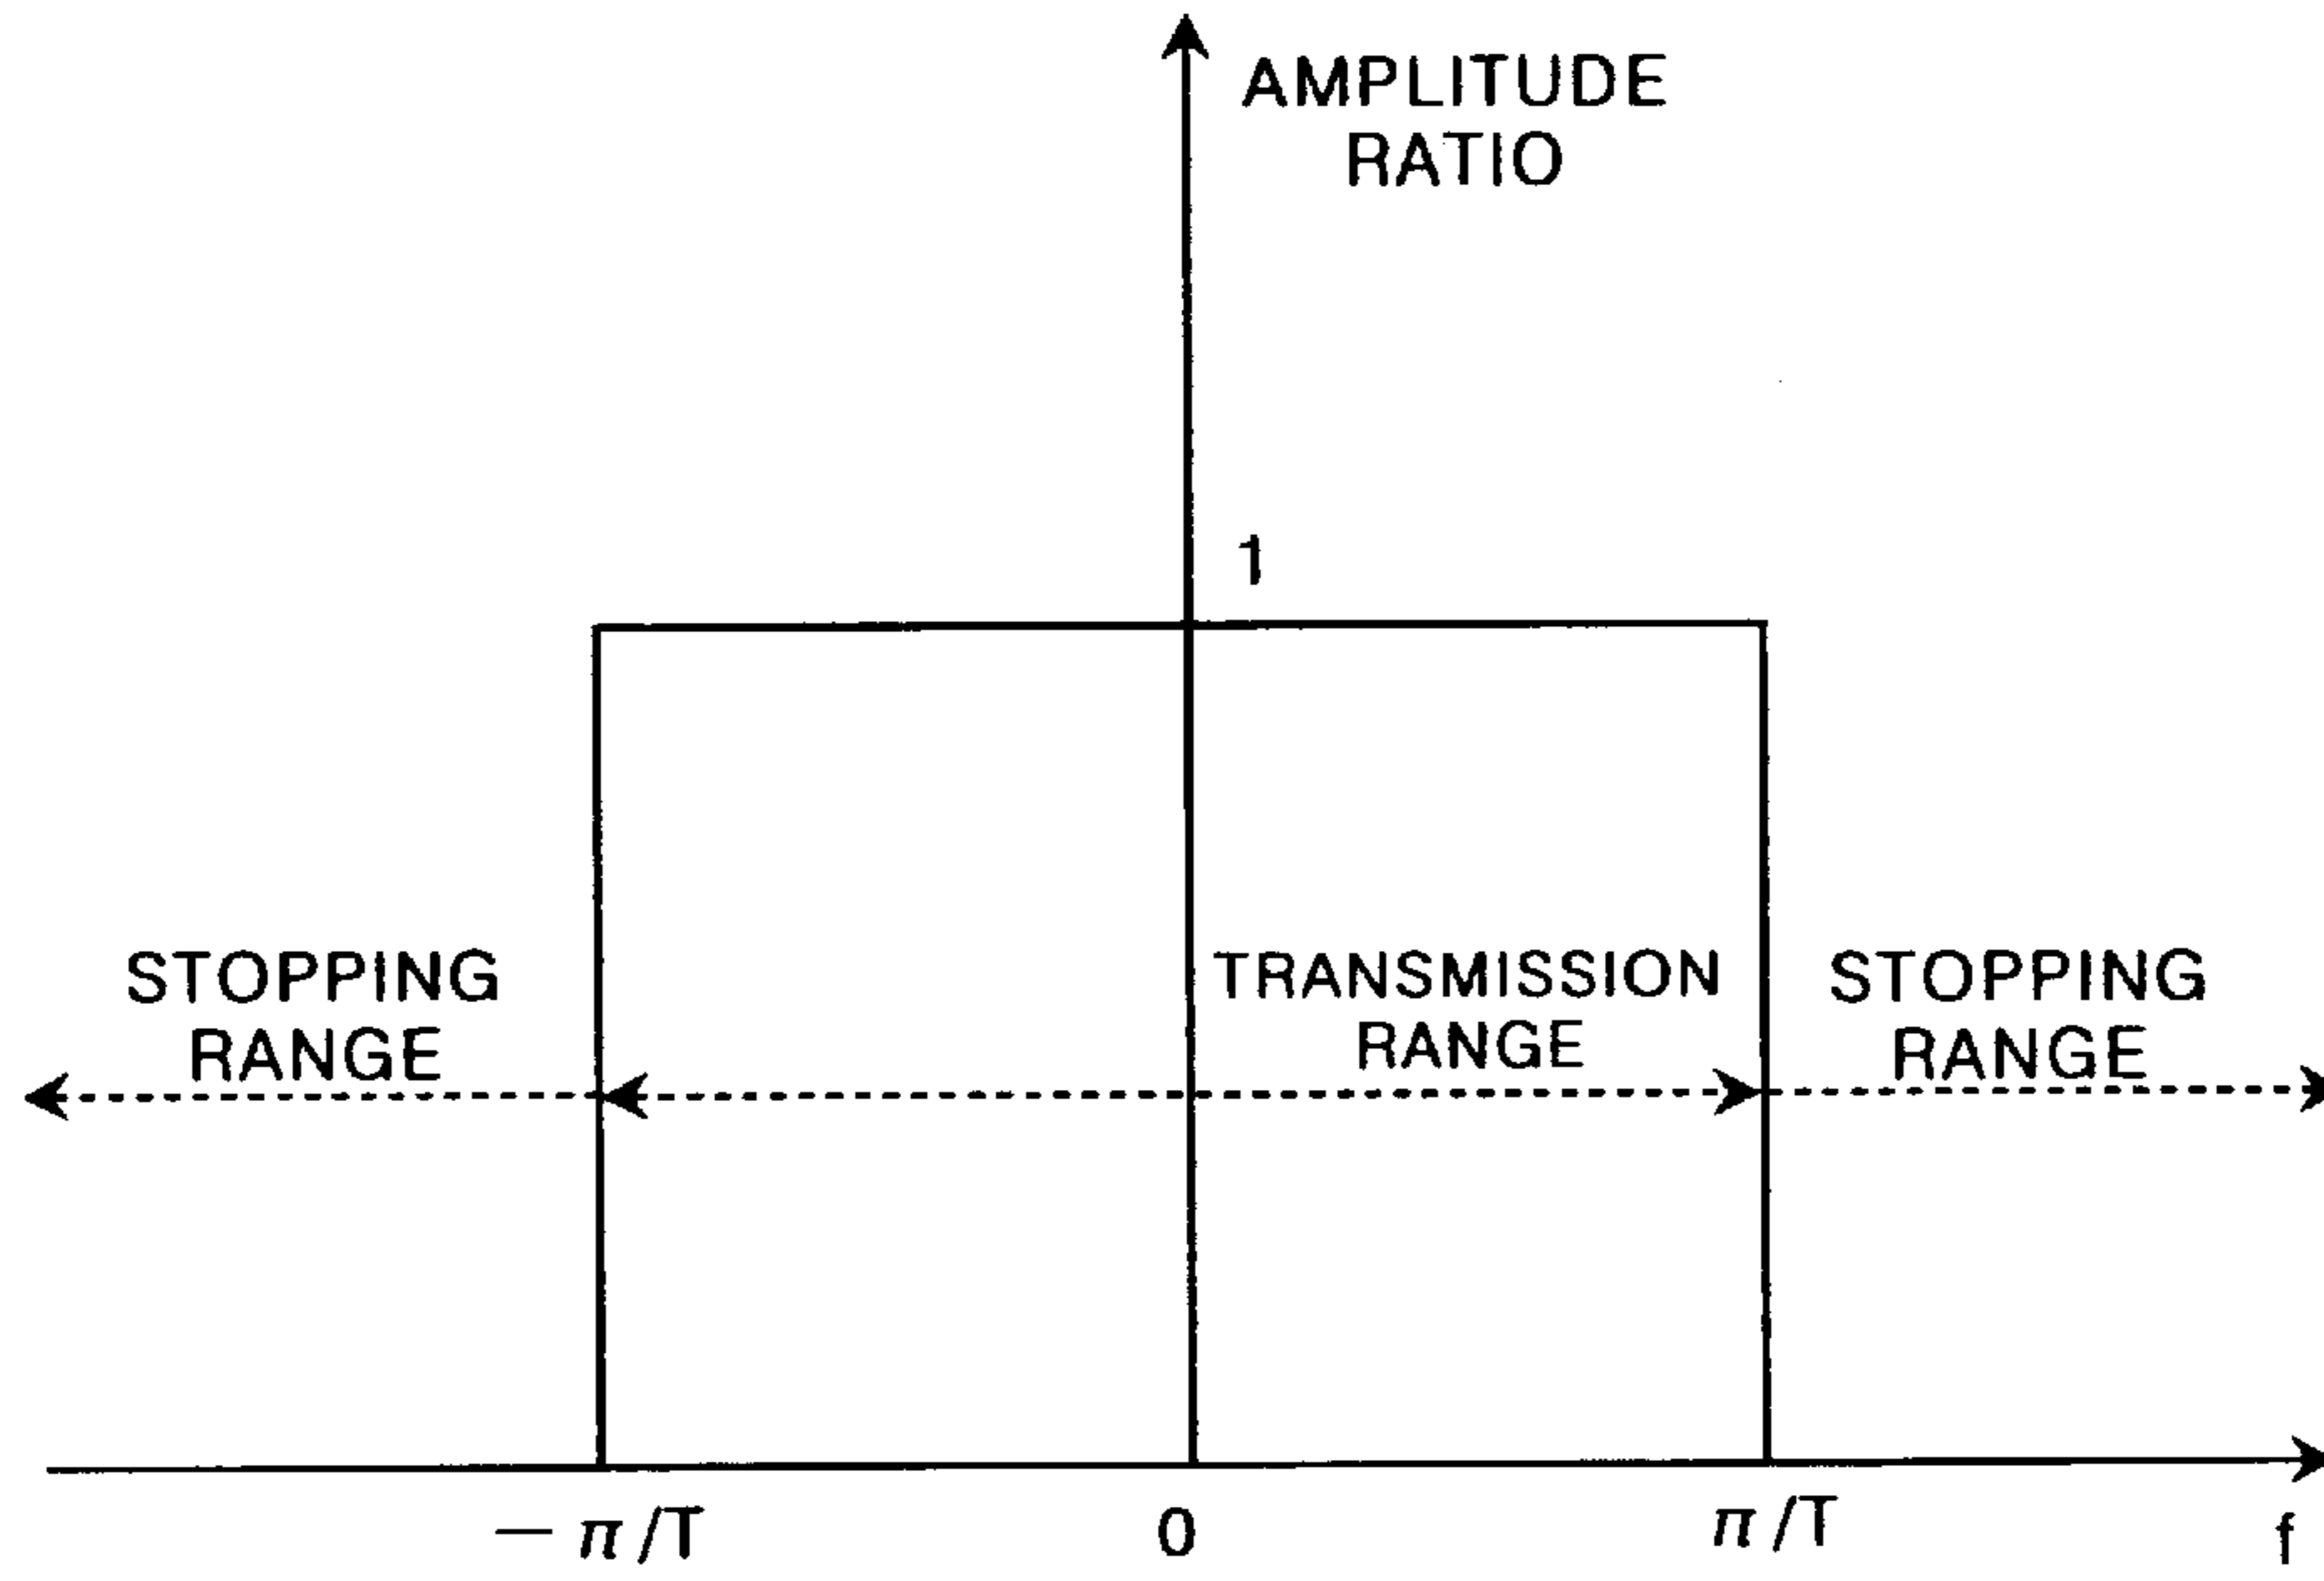 AMPLITUDE
RATIO
1
STOPPING
RANGE
TRANSMISSION
RANGE
STOPPING
RANGE
— π/T
0
π/T
f